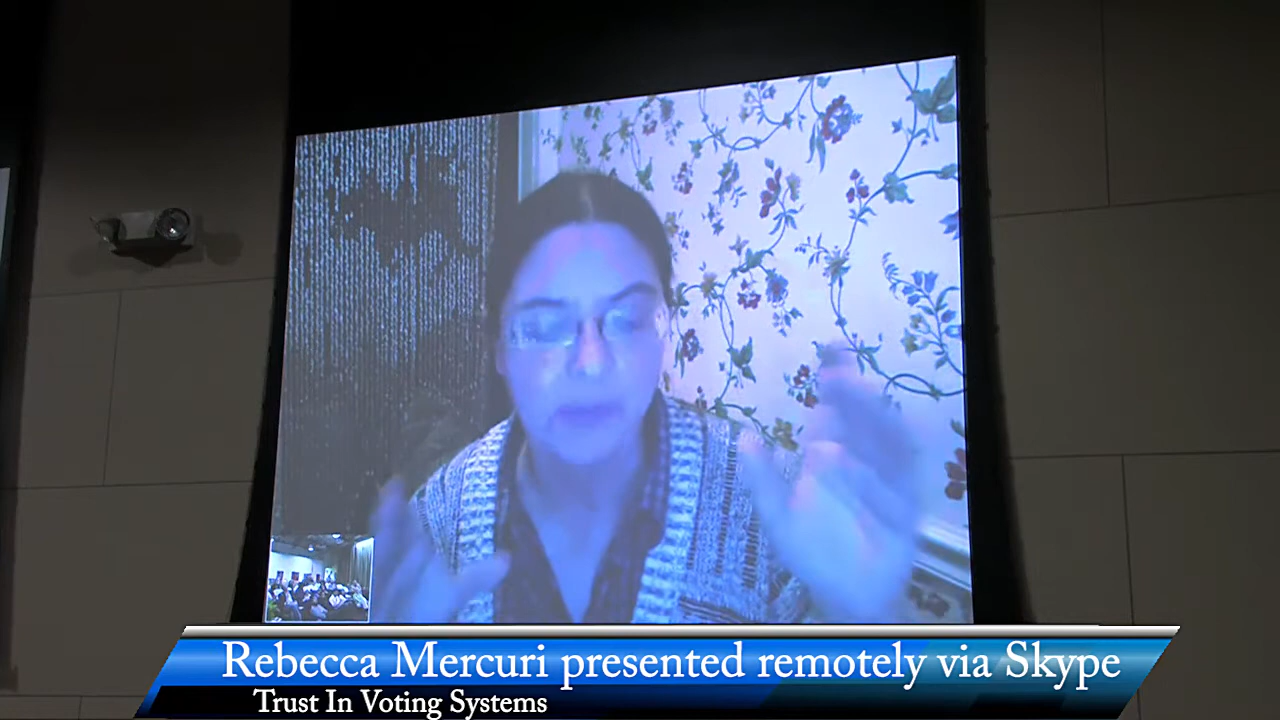 Rebecca Mercuri presented remotely via Skype
Trust In Voting Systems